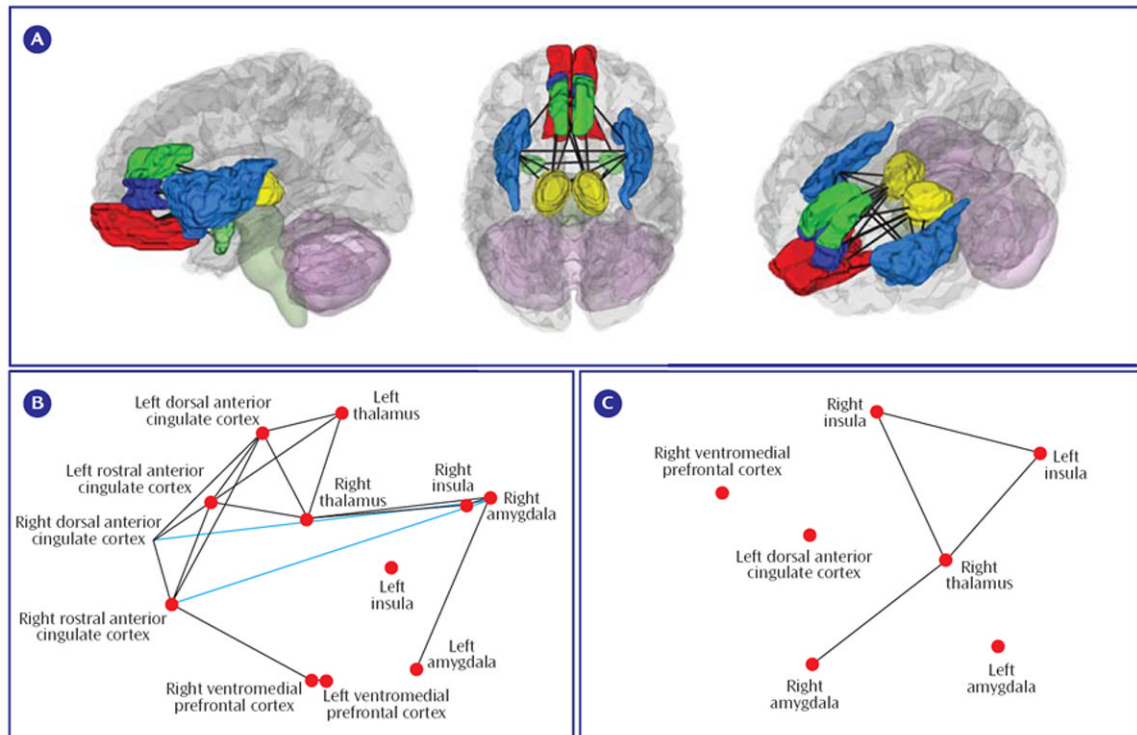 A
B
Left dorsal anterior
cingulate cortex
Left
thalamus
Left rostral anterior
cingulate cortex
Right
thalamus
Right
insula
Right
amygdala
Right dorsal anterior
cingulate cortex
Left
insula
Right rostral anterior
cingulate cortex
Left
amygdala
Right ventromedial
prefrontal cortex
Left ventromedial
prefrontal cortex
C
Right
insula
Right ventromedial
prefrontal cortex
Left
insula
Left dorsal anterior
cingulate cortex
Right
thalamus
Right
amygdala
Left
amygdala